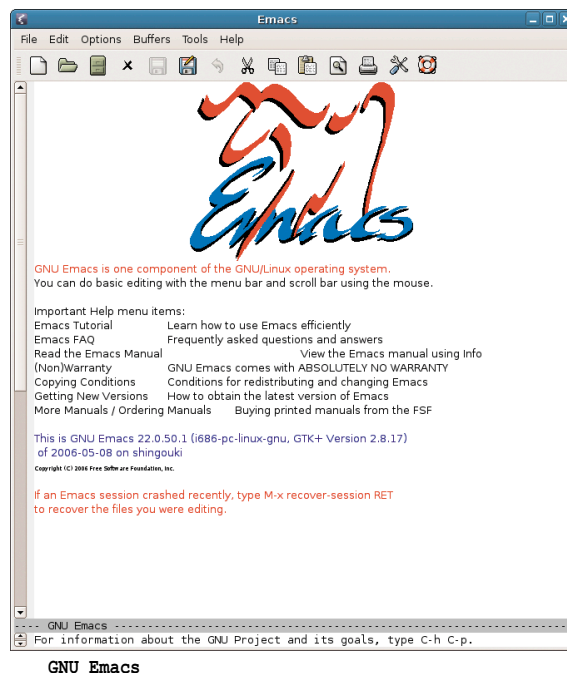 Emacs
File Edit Options Buffers Tools Help
Emacs
GNU Emacs is one component of the GNU/Linux operating system.
You can do basic editing with the menu bar and scroll bar using the mouse.
Important Help menu items:
Emacs Tutorial Learn how to use Emacs efficiently
Emacs FAQ Frequently asked questions and answers
Read the Emacs Manual View the Emacs manual using Info
(Non)Warranty GNU Emacs comes with ABSOLUTELY NO WARRANTY
Copying Conditions Conditions for redistributing and changing Emacs
Getting New Versions How to obtain the latest version of Emacs
More Manuals / Ordering Manuals Buying printed manuals from the FSF
This is GNU Emacs 22.0.50.1 (i686-pc-linux-gnu, GTK+ Version 2.8.17)
of 2006-05-08 on shingouki
Copyright (C) 2006 Free Software Foundation, Inc.
If an Emacs session crashed recently, type M-x recover-session RET
to recover the files you were editing.
---- GNU Emacs ----------------------------------------------------------------
For information about the GNU Project and its goals, type C-h C-p.
GNU Emacs